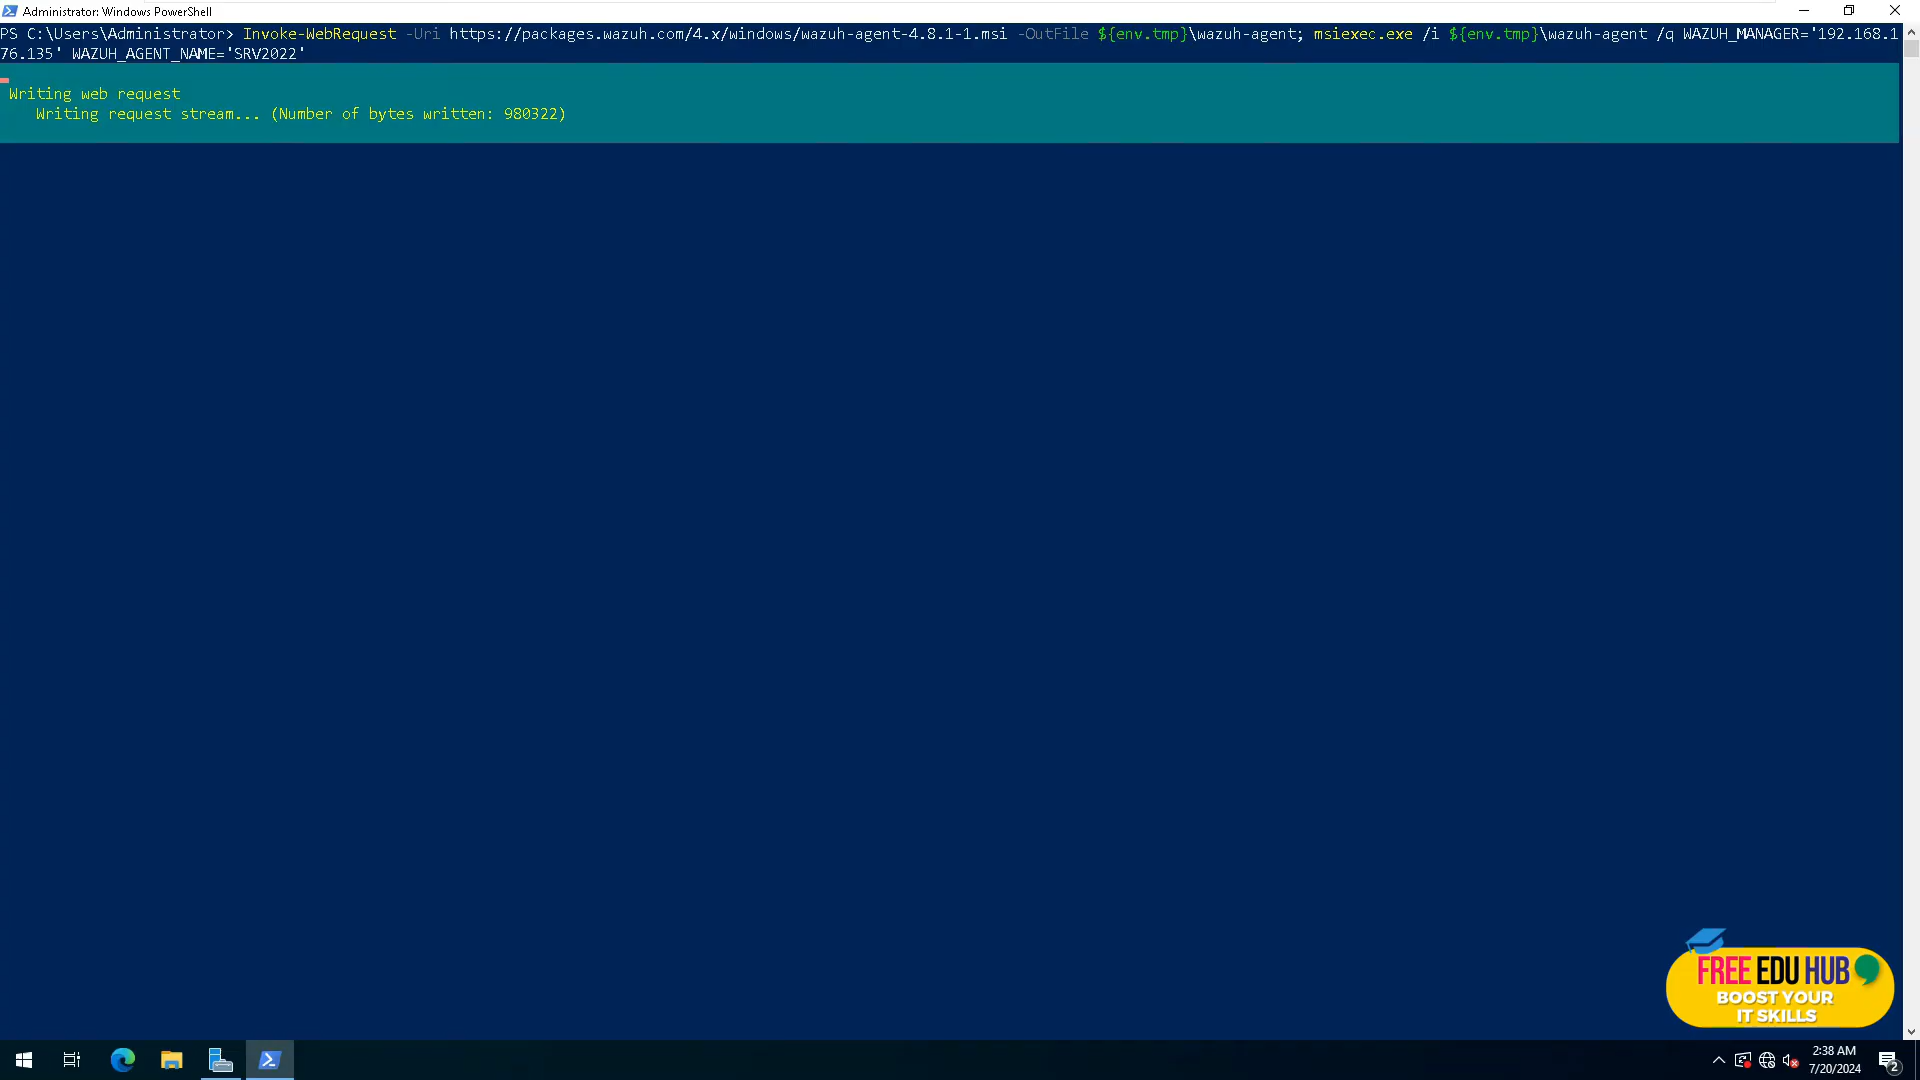 Administrator: Windows PowerShell
PS C:\Users\Administrator> Invoke-WebRequest -Uri https://packages.wazuh.com/4.x/windows/wazuh-agent-4.8.1-1.msi -OutFile ${env.tmp}\wazuh-agent; msiexec.exe /i ${env.tmp}\wazuh-agent /q WAZUH_MANAGER='192.168.1
76.135' WAZUH_AGENT_NAME='SRV2022'
Writing web request
Writing request stream... (Number of bytes written: 980322)
FREE EDU HUB
BOOST YOUR
IT SKILLS
2:38 AM
7/20/2024
2